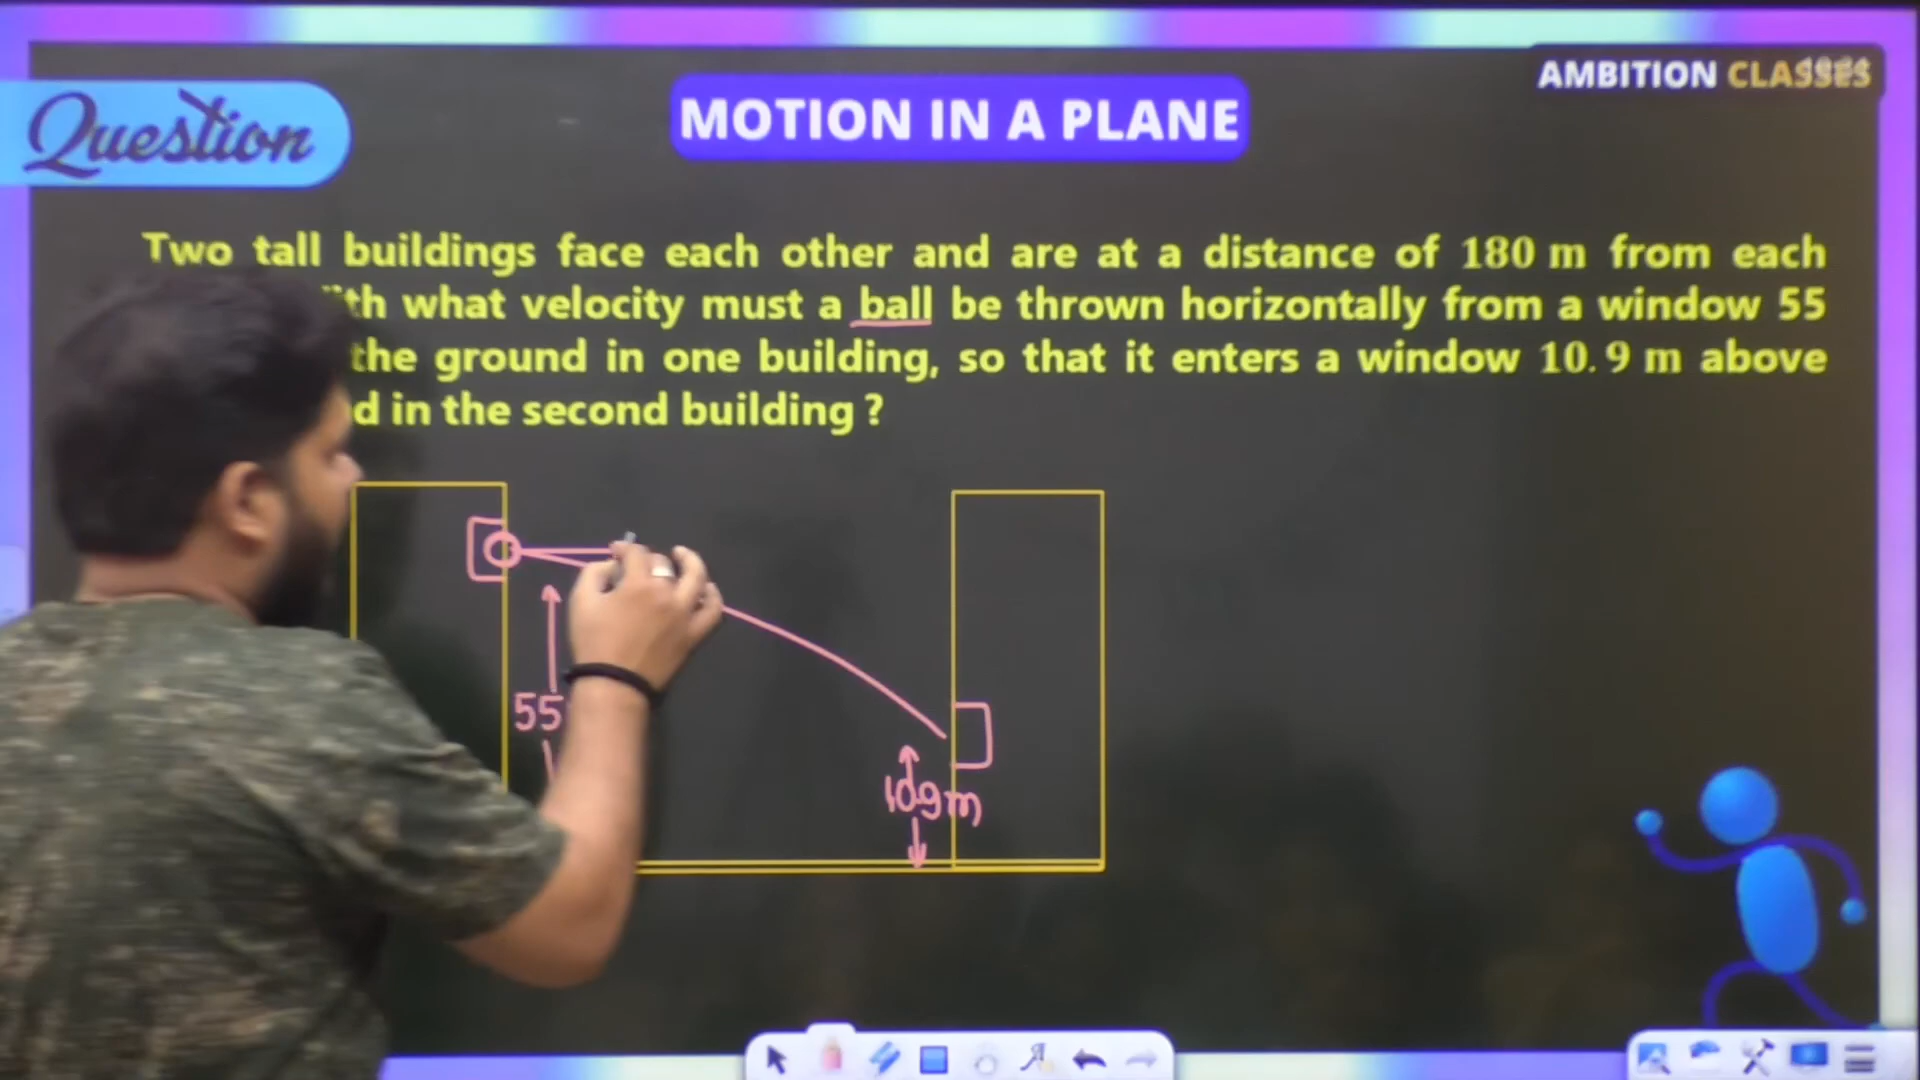 AMBITION CLASSES
Question
MOTION IN A PLANE
Two tall buildings face each other and are at a distance of 180 m from each
what velocity must a ball be thrown horizontally from a window 55
the ground in one building, so that it enters a window 10.9 m above
in the second building ?
55
10.9m